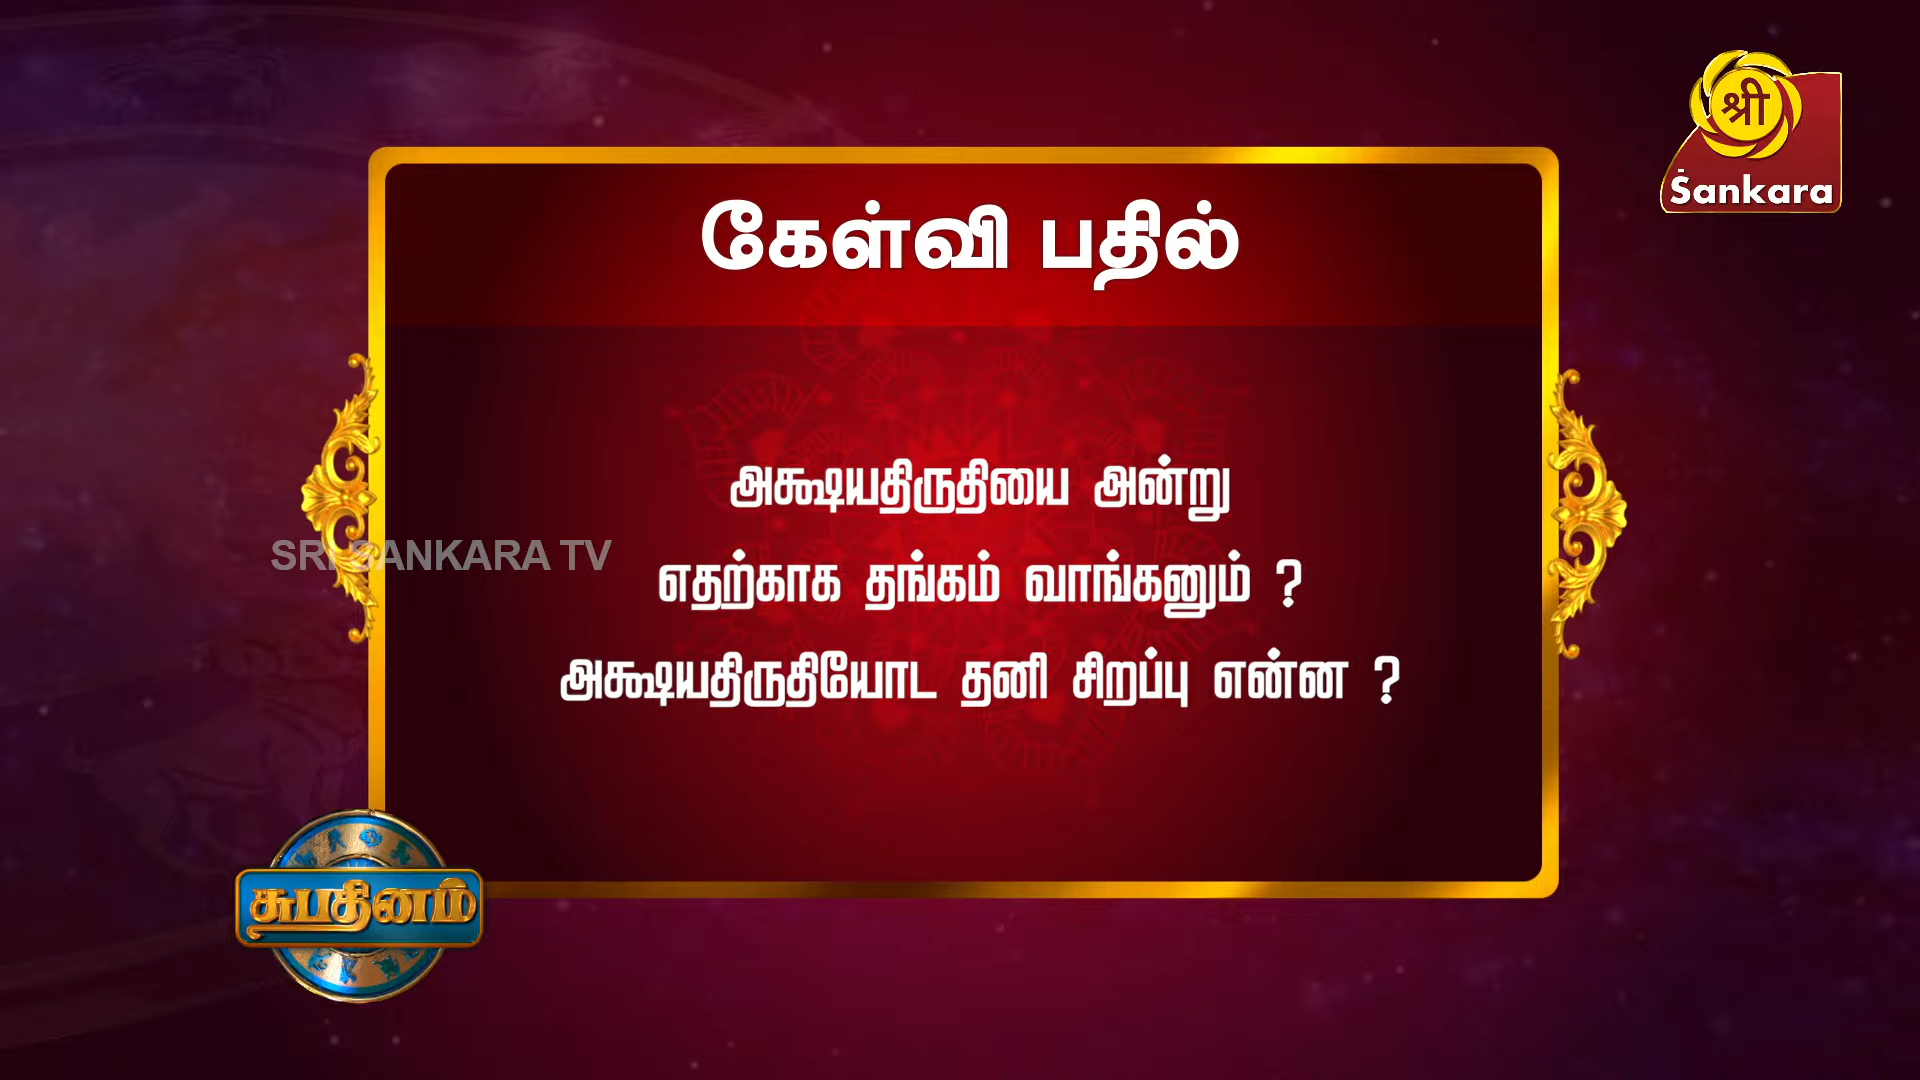 श्री
Sankara
கேள்வி பதில்
அக்ஷயதிருதியை அன்று
எதற்காக தங்கம் வாங்கனும் ?
அக்ஷயதிருதியோட தனி சிறப்பு என்ன ?
SRI SANKARA TV
சுபதினம்